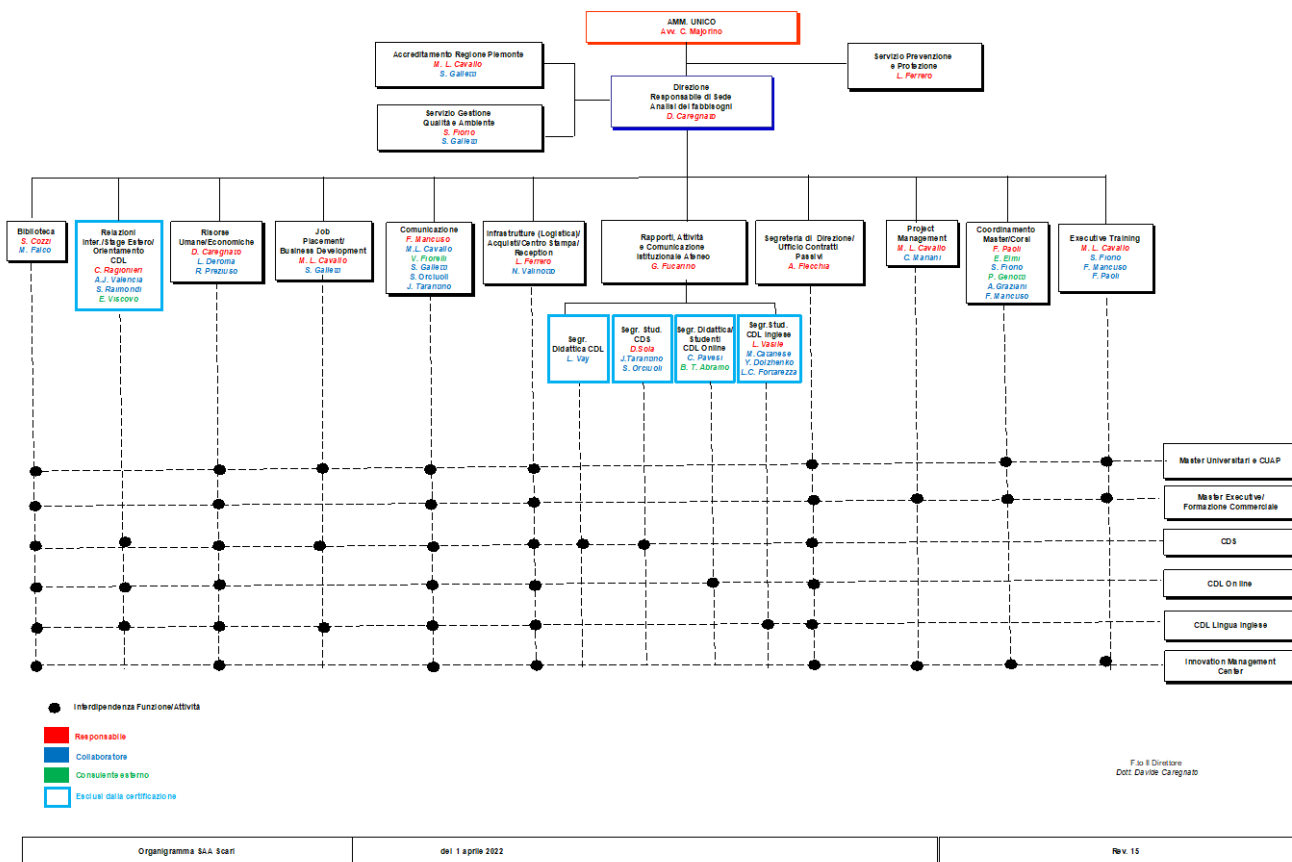 AMM. UNICO
Avv. C. Majorino
Accreditamento Regione Piemonte
M. L. Cavallo
S. Galletti
Servizio Prevenzione
e Protezione
L. Ferrero
Direzione
Responsabile di Sede
Analisi dei fabbisogni
D. Caregnato
Servizio Gestione
Qualità e Ambiente
S. Fiorio
S. Galletti
Biblioteca
S. Cozzi
M. Falco
Relazioni
Inter./Stage Estero/
Orientamento
CDL
C. Ragionieri
A.J. Valencia
S. Raimondi
E. Viscovo
Risorse
Umane/Economiche
D. Caregnato
L. Deroma
R. Preziuso
Job
Placement/
Business Development
M. L. Cavallo
S. Galletti
Comunicazione
F. Mancuso
M.L. Cavallo
V. Fiorelli
S. Galletti
S. Orciuoli
J. Tarantino
Infrastrutture (Logistica)/
Acquisti/Centro Stampa/
Reception
L. Ferrero
N. Valinotto
Rapporti, Attività
e Comunicazione
Istituzionale Ateneo
G. Fucarino
Segreteria di Direzione/
Ufficio Contratti
Passivi
A. Flecchia
Project
Management
M. L. Cavallo
C. Manani
Coordinamento
Master/Corsi
F. Paoli
E. Elmi
S. Fiorio
P. Genotti
A.Graziani
F. Mancuso
Executive Training
M. L. Cavallo
S. Fiorio
F. Mancuso
F. Paoli
Segr.
Didattica CDL
L. Vay
Segr. Stud.
CDS
D.Sola
J.Tarantino
S. Orciuoli
Segr. Didattica/
Studenti
CDL Online
C. Pavesi
B. T. Abramo
Segr.Stud.
CDL Inglese
L. Vasile
M. Catanese
Y. Dolzhenko
L.C. Fortarezza
Master Universitari e CUAP
Master Executive/
Formazione Commerciale
CDS
CDL Online
CDL Lingua Inglese
Innovation Management
Center
Interdipendenza Funzione/Attività
Responsabile
Collaboratore
Consulente esterno
Esclusi dalla certificazione
F.to Il Direttore
Dott. Davide Caregnato
Organigramma SAA Scarl
del 1 aprile 2022
Rev. 15